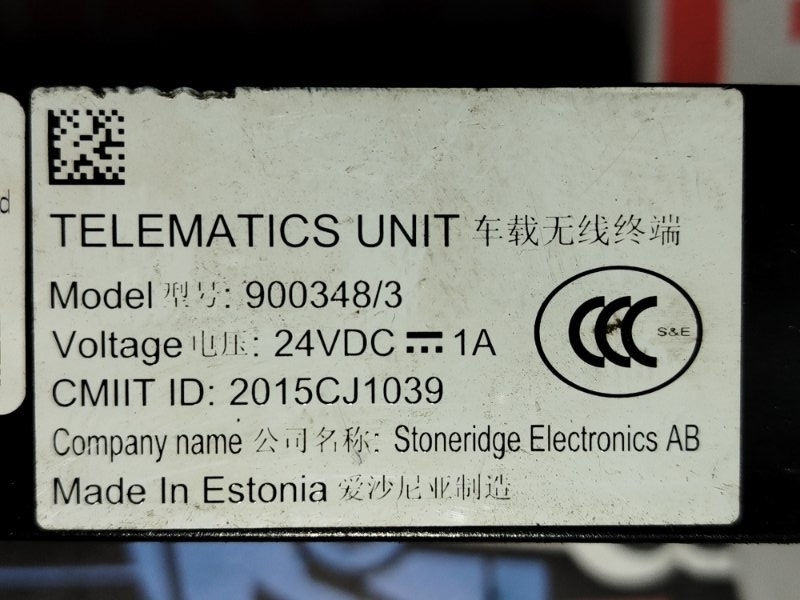 TELEMATICS UNIT 车载无线终端
Model 型号: 900348/3
Voltage 电压: 24VDC ⎓ 1A
CCC S&E
CMIIT ID: 2015CJ1039
Company name 公司名称: Stoneridge Electronics AB
Made In Estonia 爱沙尼亚制造
d